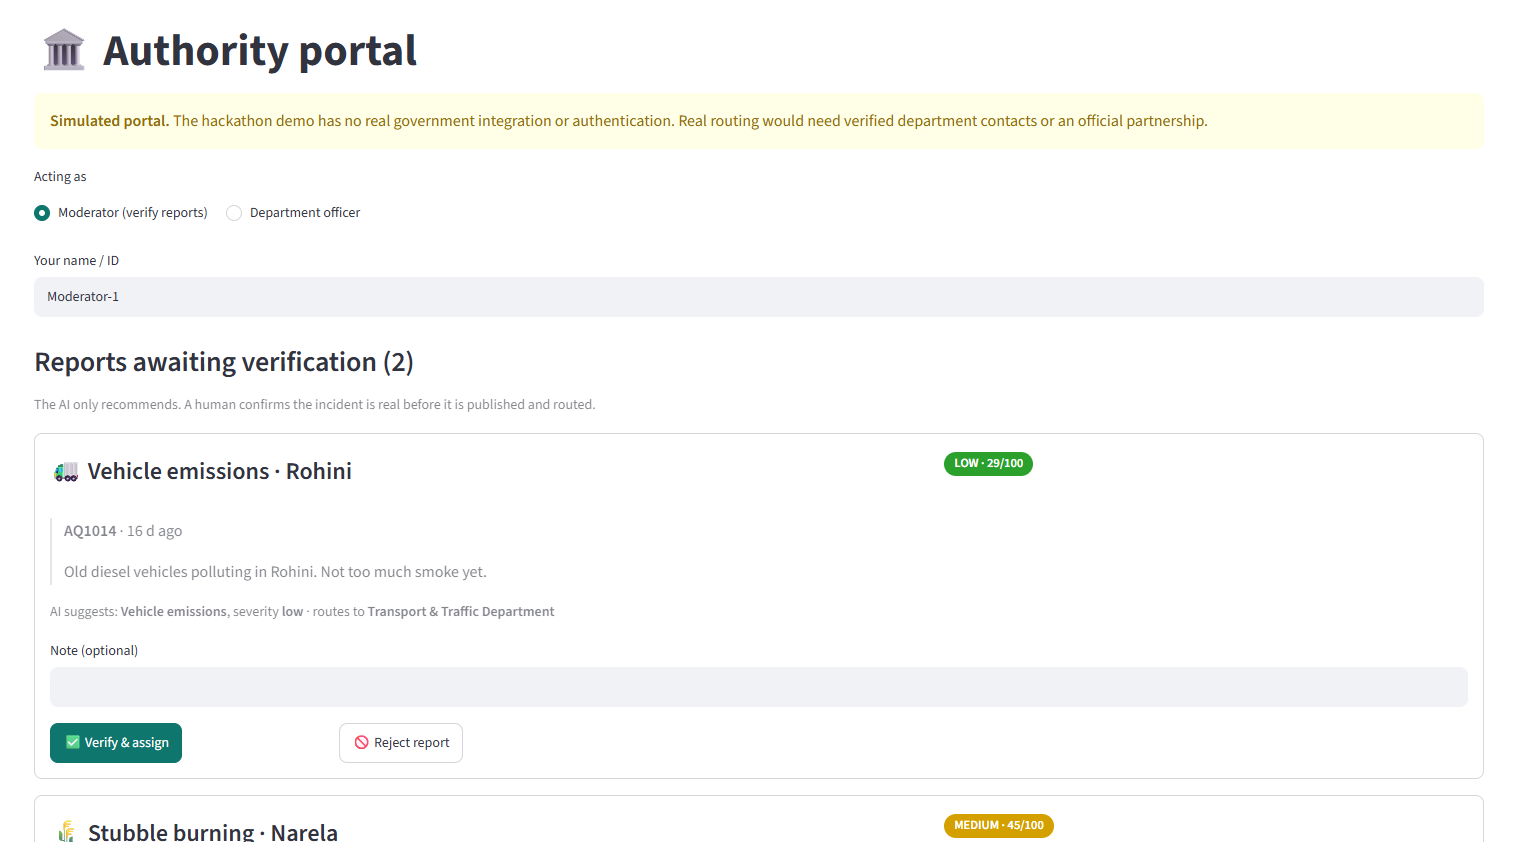 Authority portal
Simulated portal. The hackathon demo has no real government integration or authentication. Real routing would need verified department contacts or an official partnership.
Acting as
Moderator (verify reports) Department officer
Your name / ID
Moderator-1
Reports awaiting verification (2)
The AI only recommends. A human confirms the incident is real before it is published and routed.
Vehicle emissions · Rohini LOW · 29/100
AQ1014 · 16 d ago
Old diesel vehicles polluting in Rohini. Not too much smoke yet.
AI suggests: Vehicle emissions, severity low · routes to Transport & Traffic Department
Note (optional)
Verify & assign Reject report
Stubble burning · Narela MEDIUM · 45/100